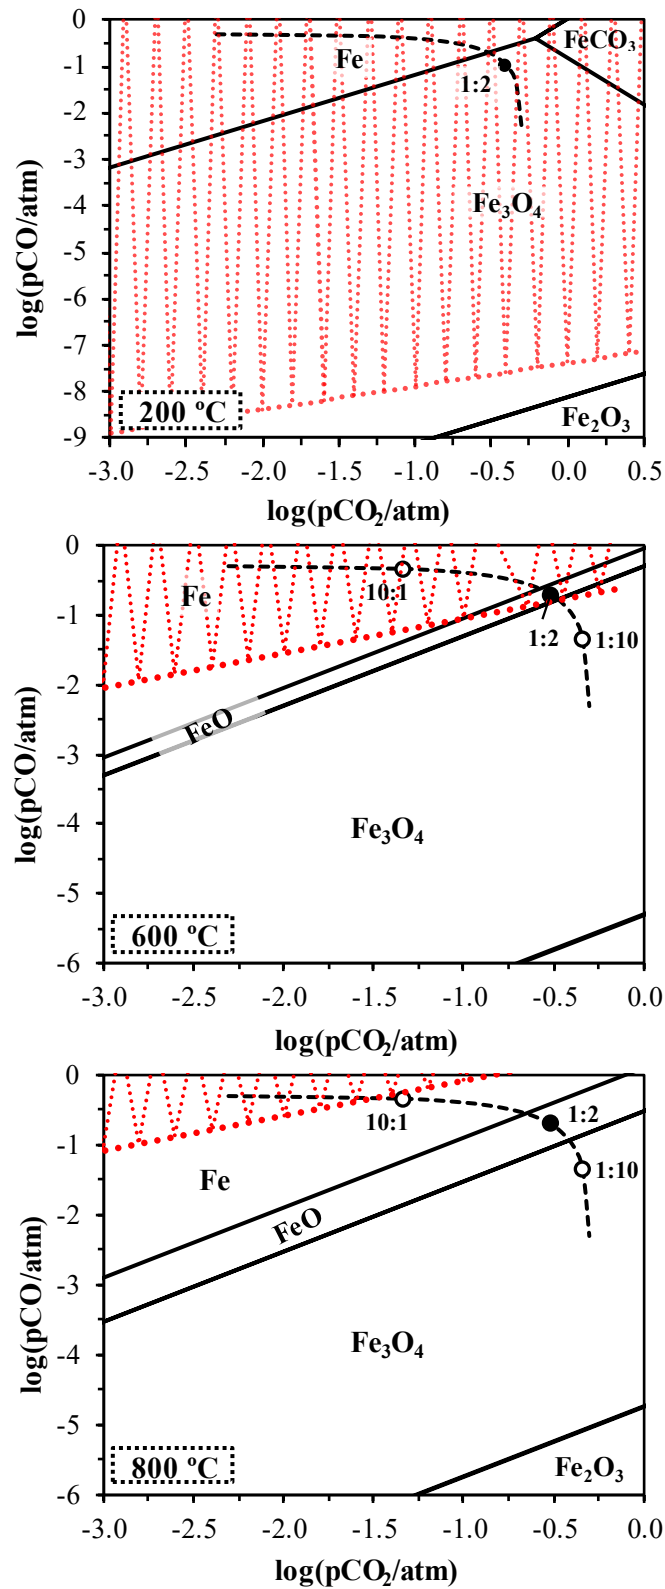 0
-1
-2
-3
-4
-5
-6
-7
-8
-9
log(pCO/atm)
Fe
FeCO3
1:2
Fe3O4
Fe2O3
200 ºC
-3.0 -2.5 -2.0 -1.5 -1.0 -0.5 0.0 0.5
log(pCO2/atm)
0
-1
-2
-3
-4
-5
-6
log(pCO/atm)
Fe
10:1
1:2
1:10
FeO
Fe3O4
600 ºC
-3.0 -2.5 -2.0 -1.5 -1.0 -0.5 0.0
log(pCO2/atm)
0
-1
-2
-3
-4
-5
-6
log(pCO/atm)
10:1
1:2
1:10
Fe
FeO
Fe3O4
Fe2O3
800 ºC
-3.0 -2.5 -2.0 -1.5 -1.0 -0.5 0.0
log(pCO2/atm)